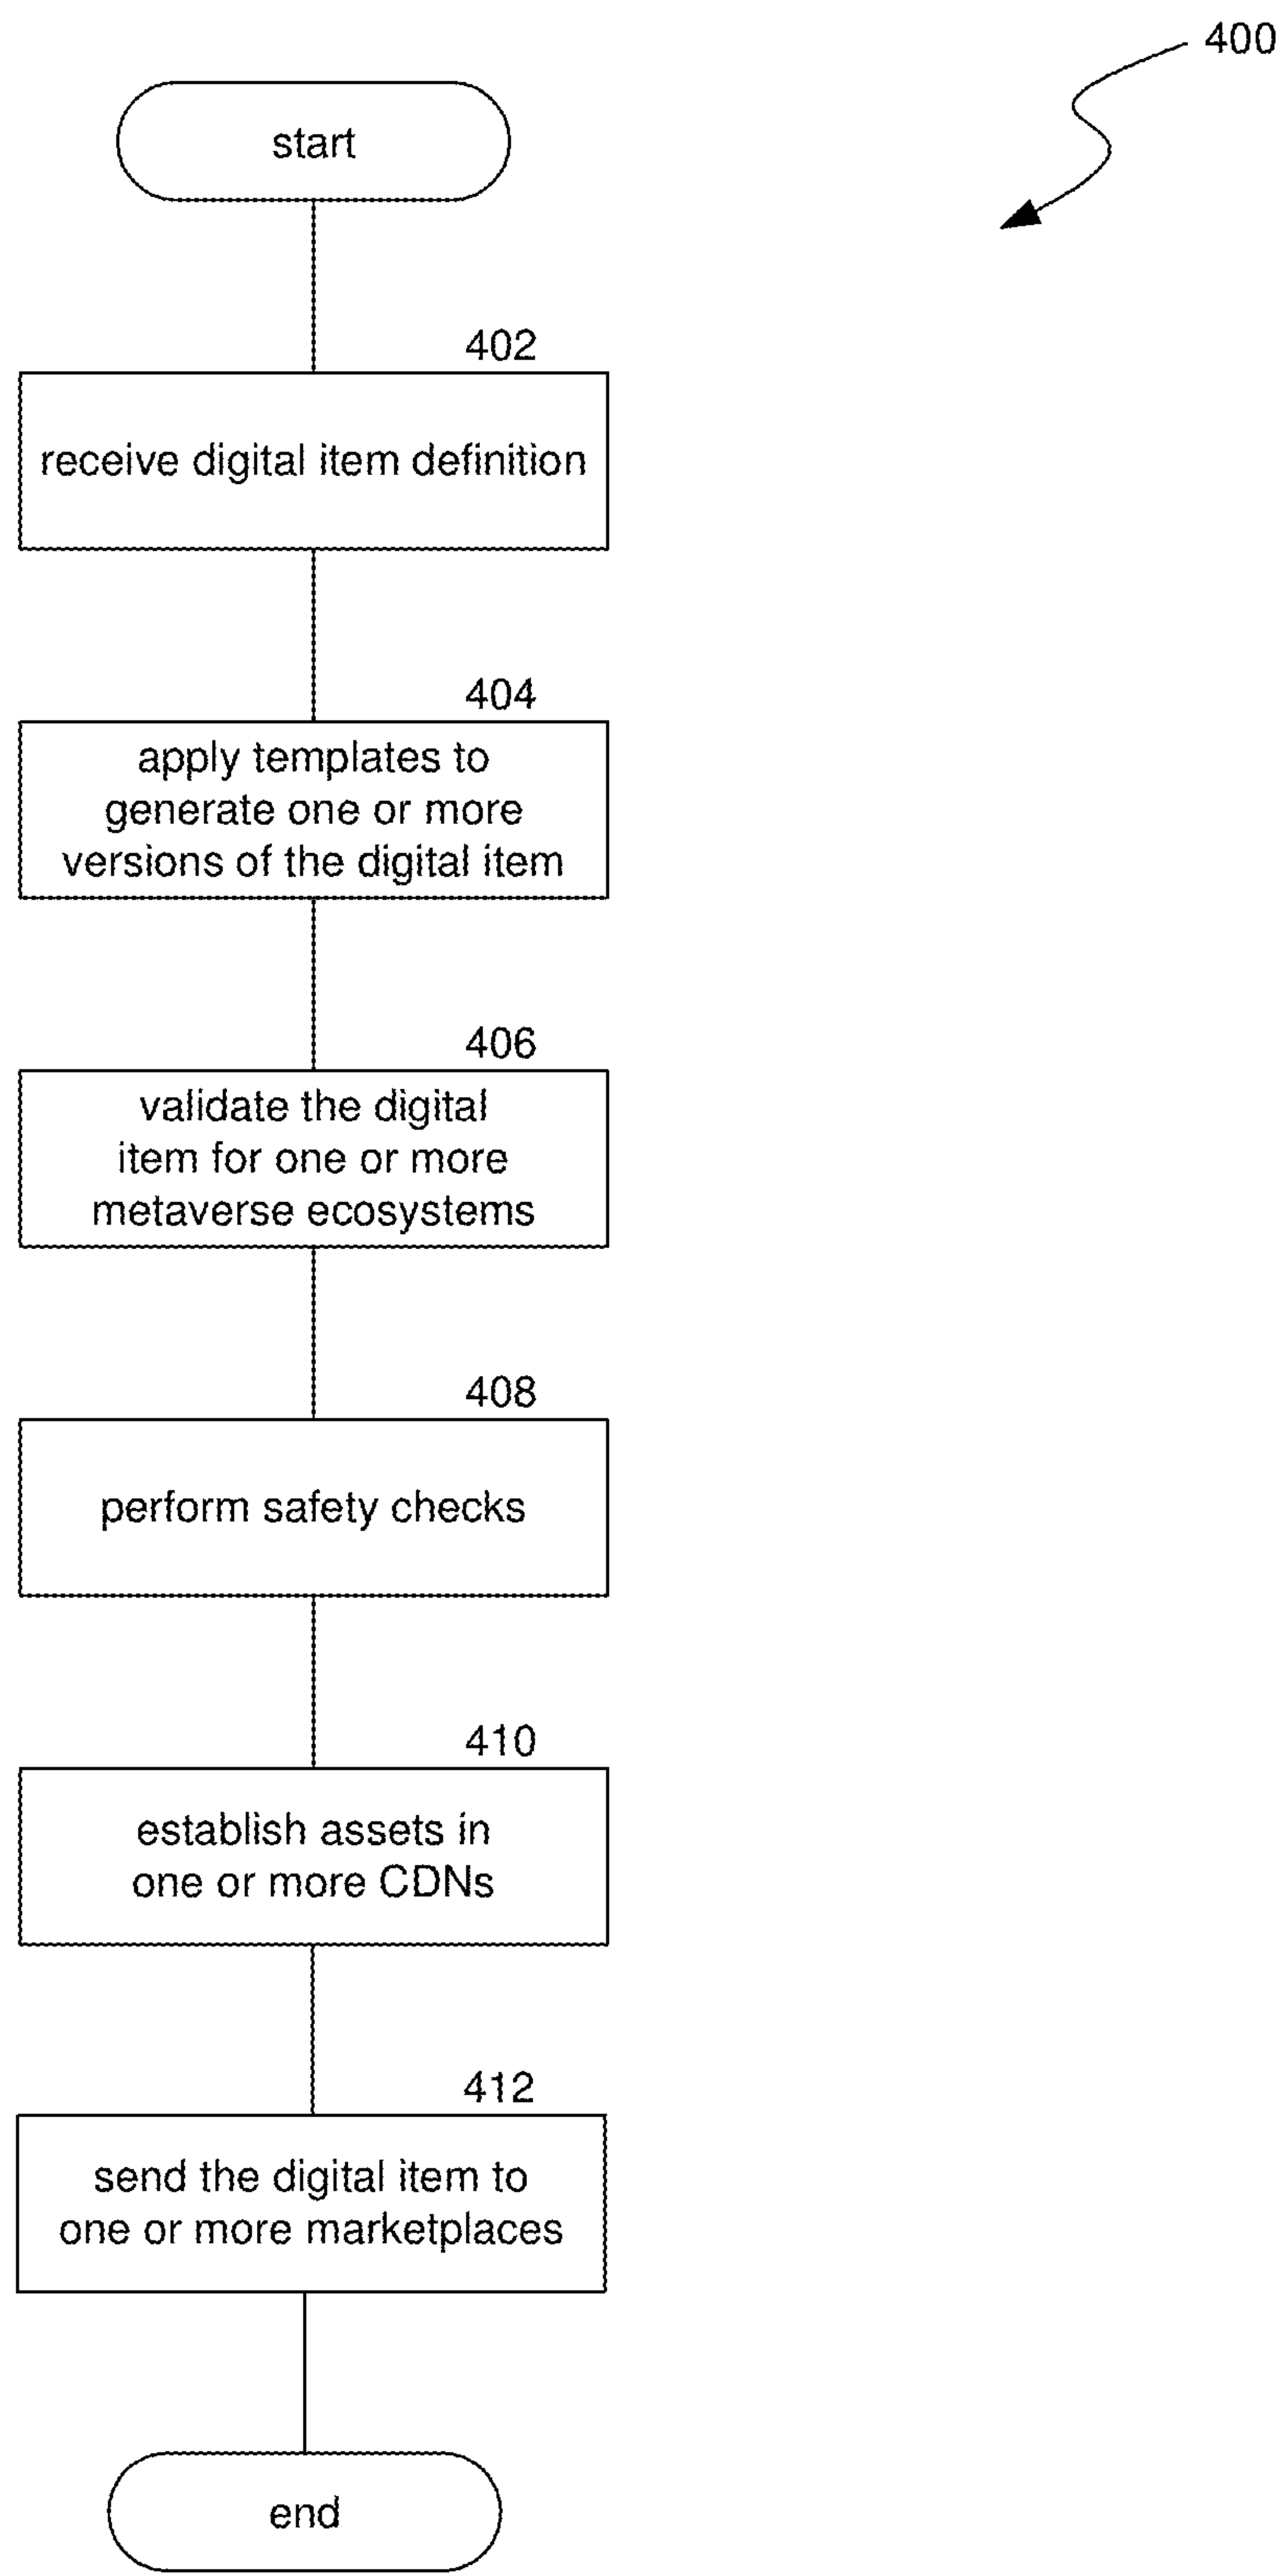 400
start
402
receive digital item definition
404
apply templates to
generate one or more
versions of the digital item
406
validate the digital
item for one or more
metaverse ecosystems
408
perform safety checks
410
establish assets in
one or more CDNs
412
send the digital item to
one or more marketplaces
end